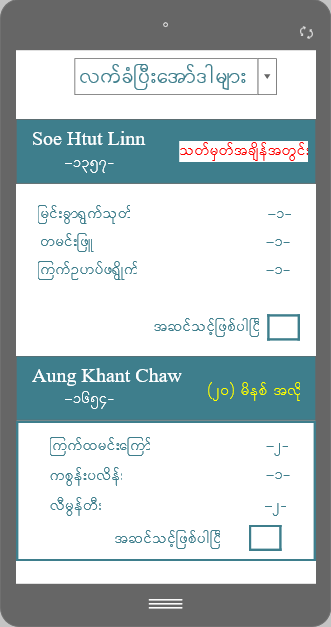 လက်ခံပြီးအော်ဒါများ
Soe Htut Linn
-၁၃၅၇-
သတ်မှတ်အချိန်အတွင်း
မြင်းခွာရွက်သုတ် -၁-
တမင်းဖြူ -၁-
ကြက်ဥဟပ်ဖရှိုက် -၁-
အဆင်သင့်ဖြစ်ပါပြီ
Aung Khant Chaw
-၁၆၅၄-
(၂၀) မိနစ် အလို
ကြက်ထမင်းကြော် -၂-
ကစွန်းပလိန်း -၁-
လီမွန်တီး -၂-
အဆင်သင့်ဖြစ်ပါပြီ